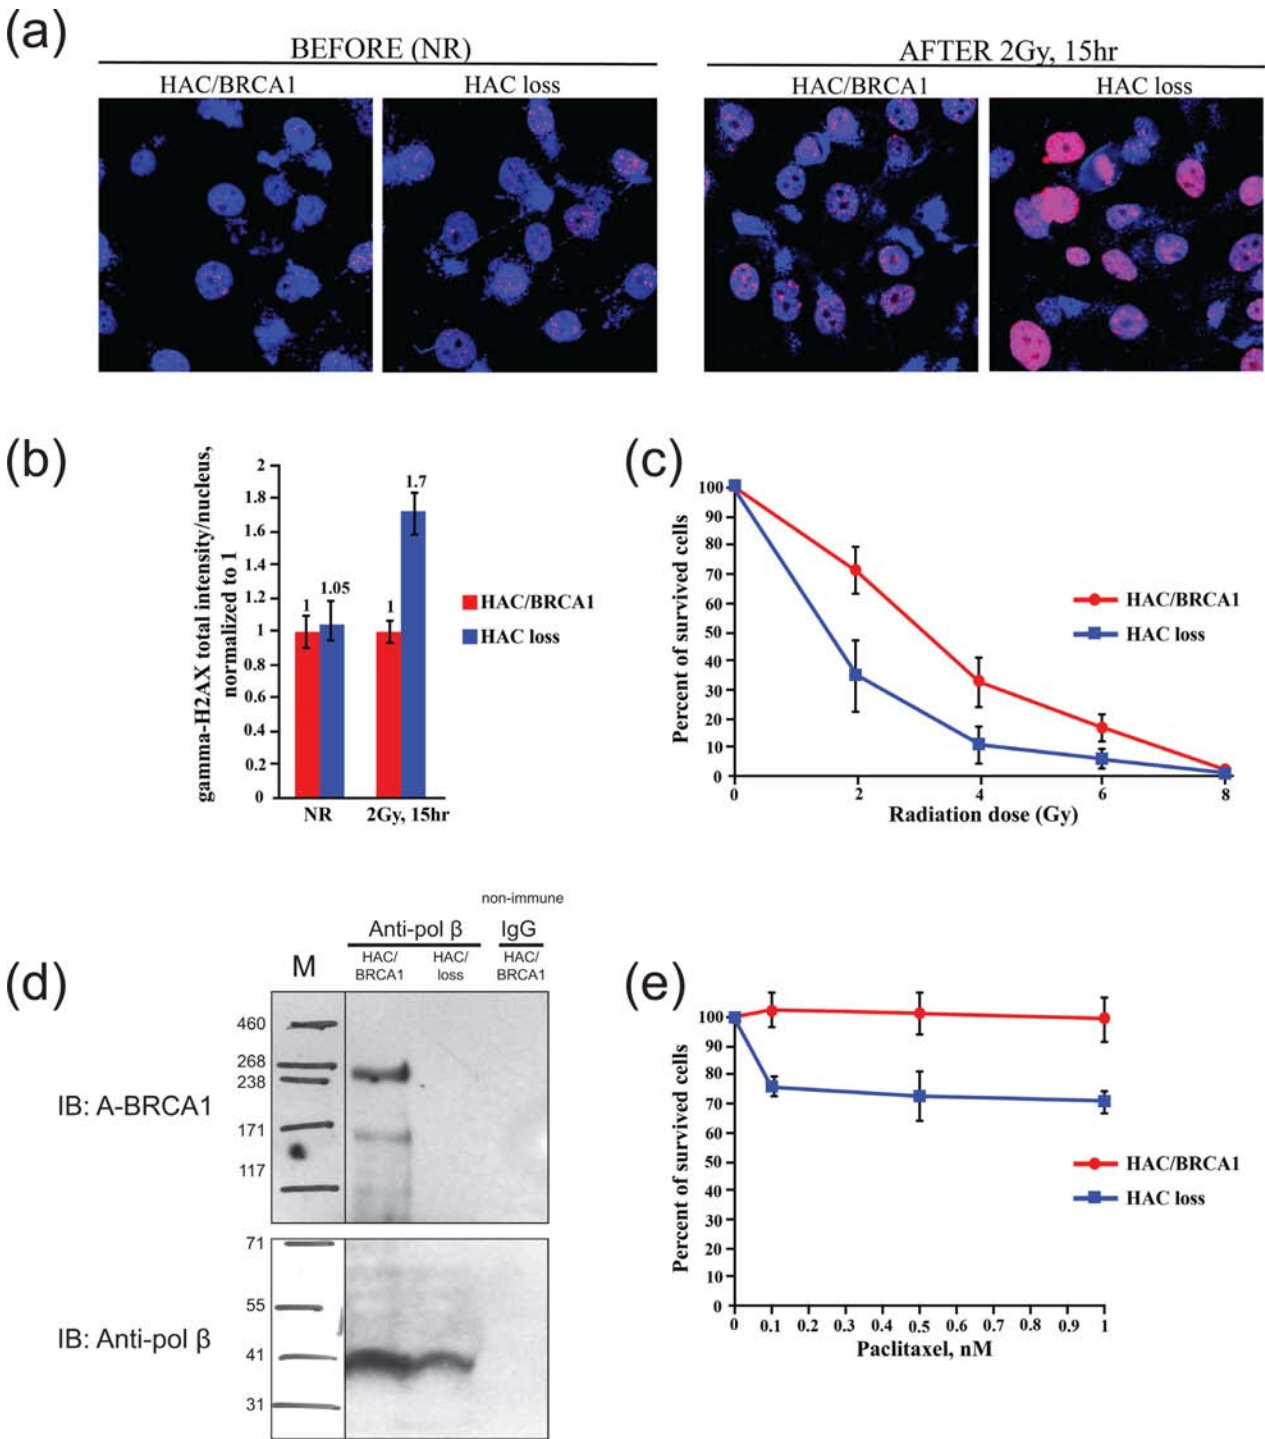 (a)
BEFORE (NR)
AFTER 2Gy, 15hr
HAC/BRCA1
HAC loss
HAC/BRCA1
HAC loss
(b)
gamma-H2AX total intensity/nucleus,
normalized to 1
2
1.8
1.6
1.4
1.2
1
0.8
0.6
0.4
0.2
0
1
1.05
1
1.7
NR
2Gy, 15hr
HAC/BRCA1
HAC loss
(c)
Percent of survived cells
100
90
80
70
60
50
40
30
20
10
0
0
2
4
6
8
Radiation dose (Gy)
HAC/BRCA1
HAC loss
(d)
non-immune
Anti-pol β
IgG
M
HAC/
BRCA1
HAC/
loss
HAC/
BRCA1
460
268
238
171
117
IB: A-BRCA1
71
55
41
31
IB: Anti-pol β
(e)
Percent of survived cells
100
90
80
70
60
50
40
30
20
10
0
0
0.1
0.2
0.3
0.4
0.5
0.6
0.7
0.8
0.9
1
Paclitaxel, nM
HAC/BRCA1
HAC loss